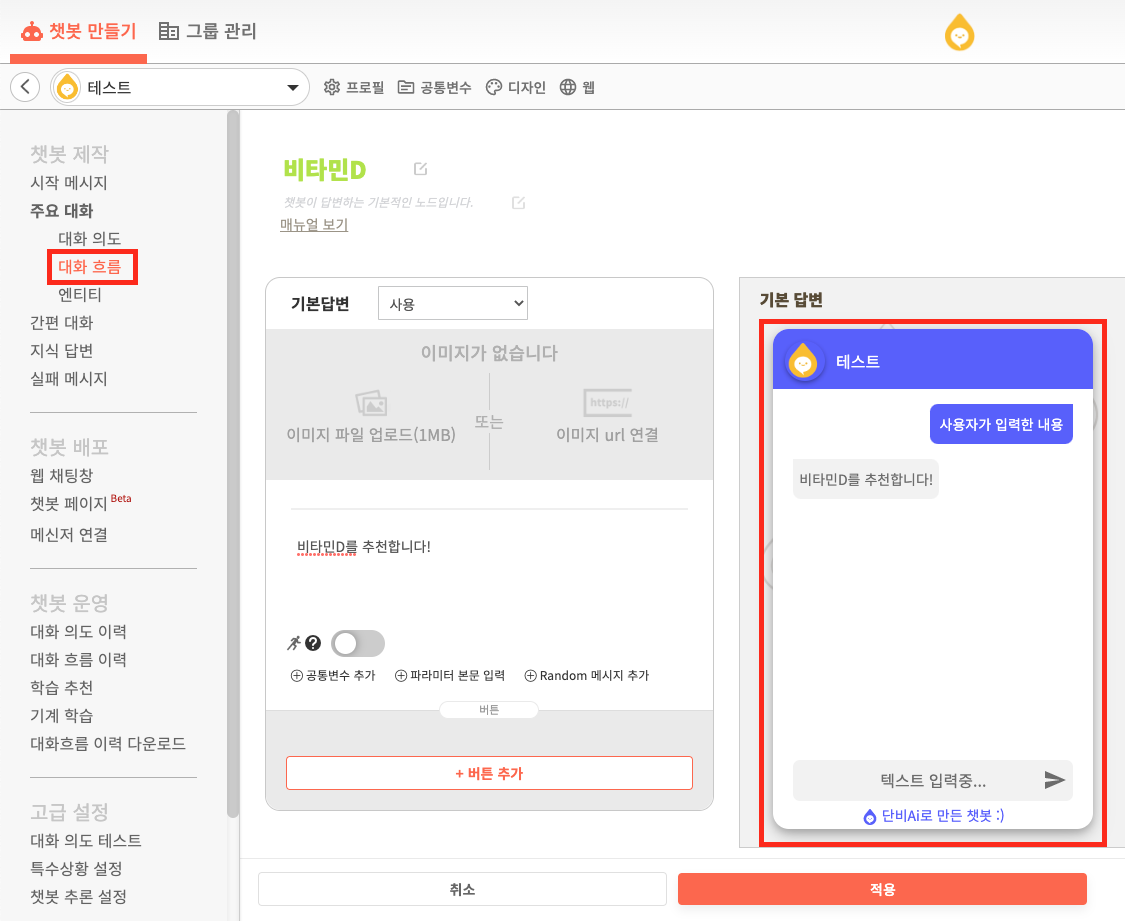 챗봇 만들기
그룹 관리
테스트
프로필
공통변수
디자인
웹
챗봇 제작
시작 메시지
주요 대화
대화 의도
대화 흐름
엔티티
간편 대화
지식 답변
실패 메시지
챗봇 배포
웹 채팅창
챗봇 페이지 Beta
메신저 연결
챗봇 운영
대화 의도 이력
대화 흐름 이력
학습 추천
기계 학습
대화흐름 이력 다운로드
고급 설정
대화 의도 테스트
특수상황 설정
챗봇 추론 설정
비타민D
챗봇이 답변하는 기본적인 노드입니다.
매뉴얼 보기
기본답변
사용
이미지가 없습니다
이미지 파일 업로드(1MB)
또는
https://
이미지 url 연결
비타민D를 추천합니다!
?
공통변수 추가
파라미터 본문 입력
Random 메시지 추가
버튼
+ 버튼 추가
기본 답변
테스트
사용자가 입력한 내용
비타민D를 추천합니다!
텍스트 입력중...
단비Ai로 만든 챗봇 :)
취소
적용